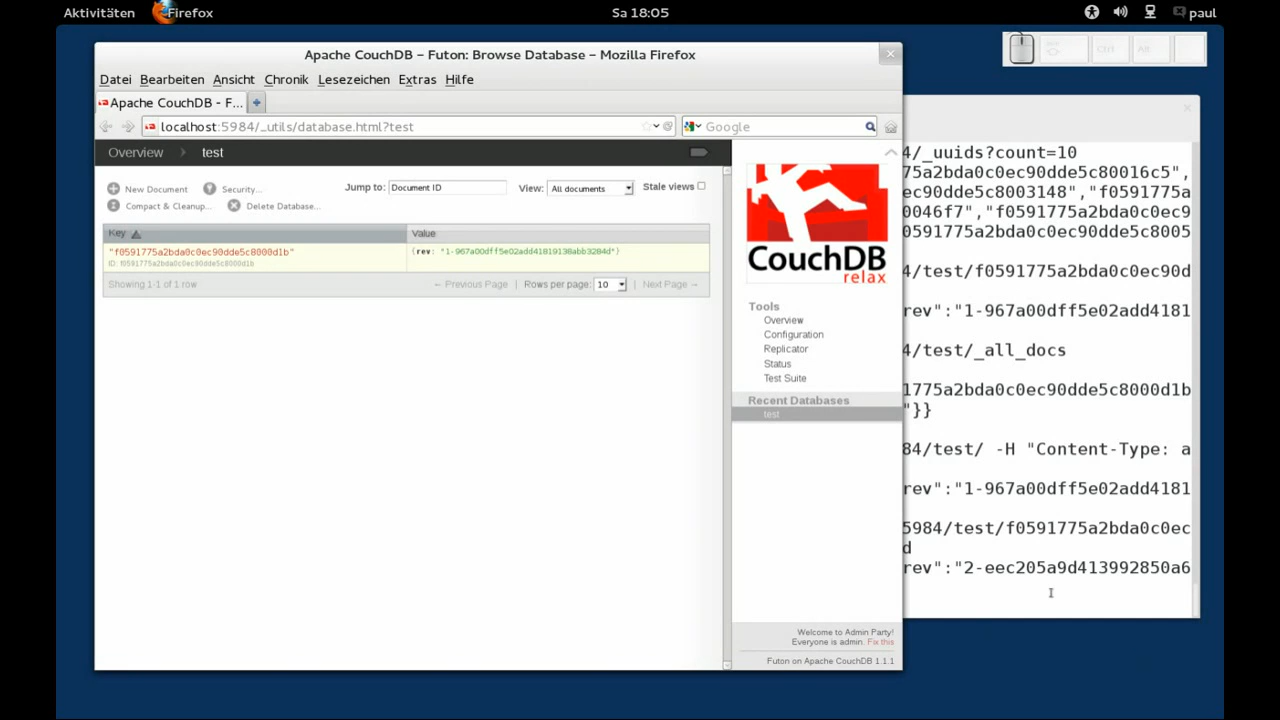 Aktivitäten Firefox Sa 18:05 paul
Apache CouchDB – Futon: Browse Database – Mozilla Firefox
Datei Bearbeiten Ansicht Chronik Lesezeichen Extras Hilfe
Apache CouchDB - F...
localhost:5984/_utils/database.html?test Google
Overview test
New Document Security... Jump to: Document ID View: All documents Stale views
Compact & Cleanup... Delete Database...
Key Value
"f0591775a2bda0c0ec90dde5c8000d1b" {rev: "1-967a00dff5e02add41819138abb3284d"}
ID: f0591775a2bda0c0ec90dde5c8000d1b
Showing 1-1 of 1 row ← Previous Page | Rows per page: 10 | Next Page →
CouchDB
relax
Tools
Overview
Configuration
Replicator
Status
Test Suite
Recent Databases
test
Welcome to Admin Party!
Everyone is admin. Fix this
Futon on Apache CouchDB 1.1.1
Ctrl Alt
4/_uuids?count=10
75a2bda0c0ec90dde5c80016c5",
ec90dde5c8003148","f0591775a
0046f7","f0591775a2bda0c0ec9
0591775a2bda0c0ec90dde5c8005
4/test/f0591775a2bda0c0ec90d
rev":"1-967a00dff5e02add4181
4/test/_all_docs
1775a2bda0c0ec90dde5c8000d1b
"}}
84/test/ -H "Content-Type: a
rev":"1-967a00dff5e02add4181
5984/test/f0591775a2bda0c0ec
d
rev":"2-eec205a9d413992850a6